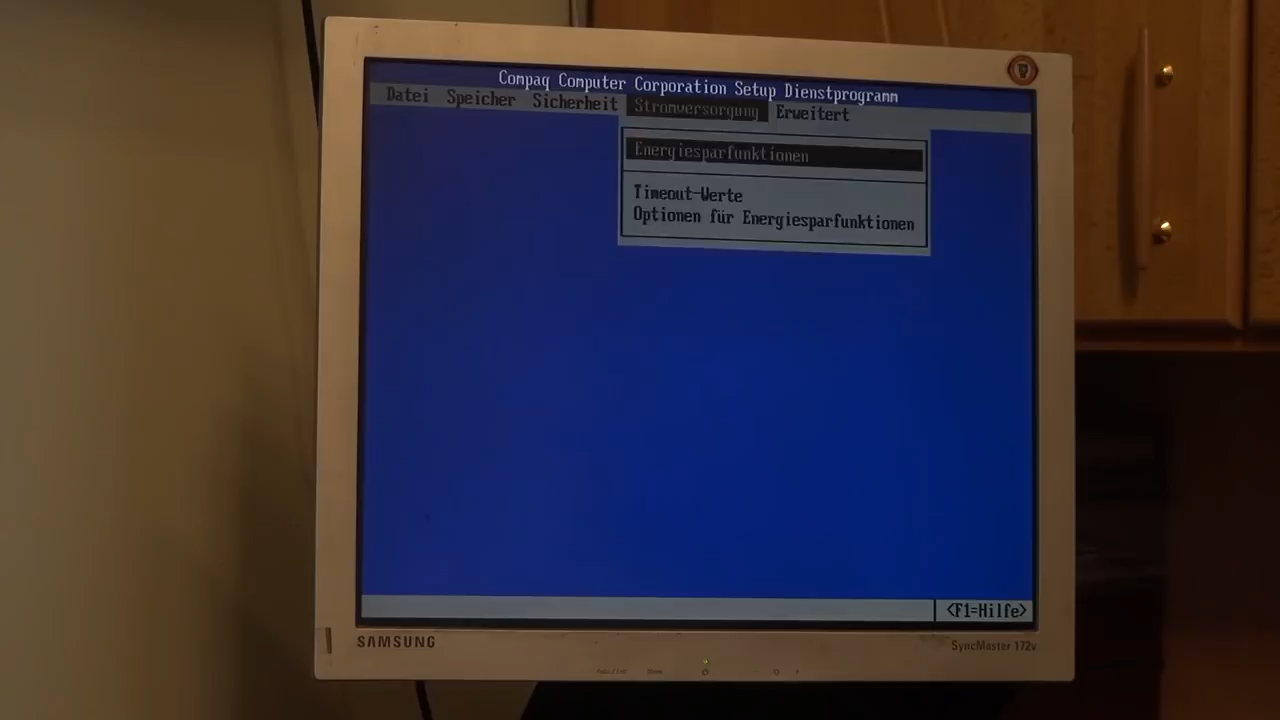 Compaq Computer Corporation Setup Dienstprogramm
Datei Speicher Sicherheit Stromversorgung Erweitert
Energiesparfunktionen
Timeout-Werte
Optionen für Energiesparfunktionen
<F1=Hilfe>
SAMSUNG
SyncMaster 172v